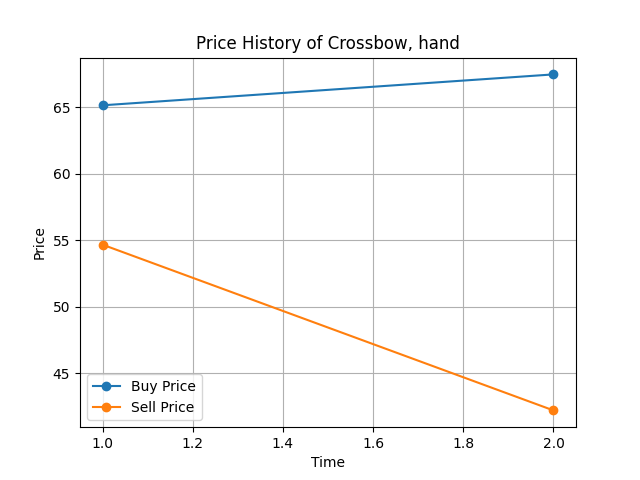 Price History of Crossbow, hand
Price
65
60
55
50
45
Buy Price
Sell Price
1.0 1.2 1.4 1.6 1.8 2.0
Time